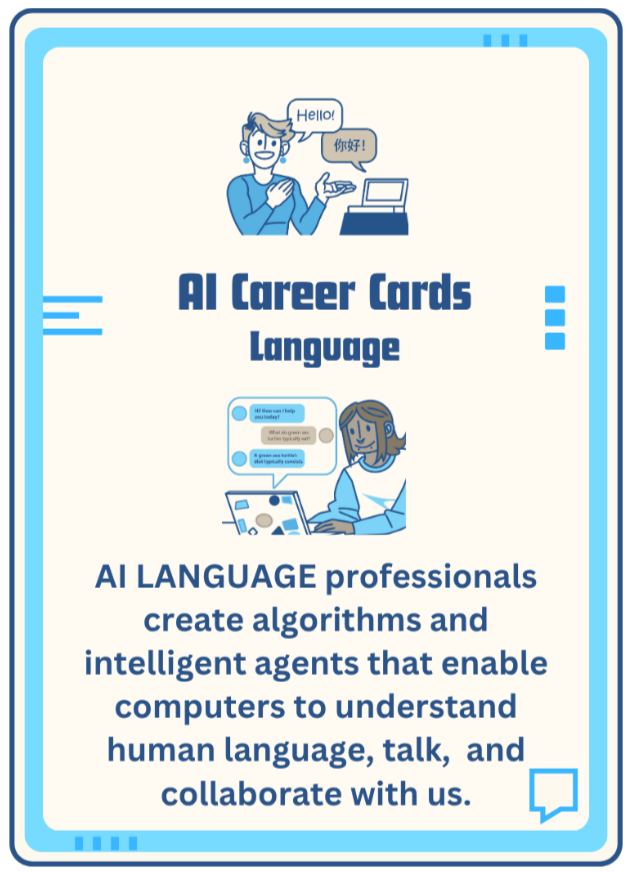 Hello!
你好!
AI Career Cards
Language
Hi! How can I help
you today?
What do green sea
turtles typically eat?
A green sea turtle's
diet typically consists
AI LANGUAGE professionals
create algorithms and
intelligent agents that enable
computers to understand
human language, talk,  and
collaborate with us.